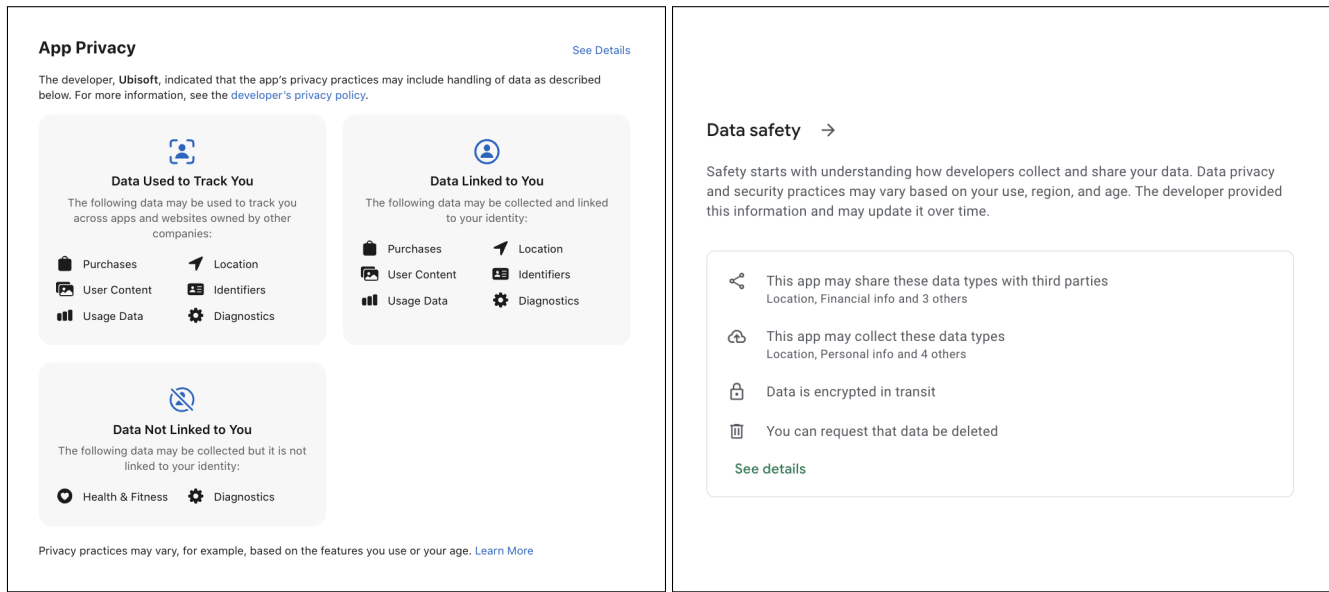 App Privacy
See Details
The developer, Ubisoft, indicated that the app's privacy practices may include handling of data as described
below. For more information, see the developer's privacy policy.
Data Used to Track You
The following data may be used to track you
across apps and websites owned by other
companies:
Purchases
Location
User Content
Identifiers
Usage Data
Diagnostics
Data Linked to You
The following data may be collected and linked
to your identity:
Purchases
Location
User Content
Identifiers
Usage Data
Diagnostics
Data Not Linked to You
The following data may be collected but it is not
linked to your identity:
Health & Fitness
Diagnostics
Privacy practices may vary, for example, based on the features you use or your age. Learn More
Data safety →
Safety starts with understanding how developers collect and share your data. Data privacy
and security practices may vary based on your use, region, and age. The developer provided
this information and may update it over time.
This app may share these data types with third parties
Location, Financial info and 3 others
This app may collect these data types
Location, Personal info and 4 others
Data is encrypted in transit
You can request that data be deleted
See details